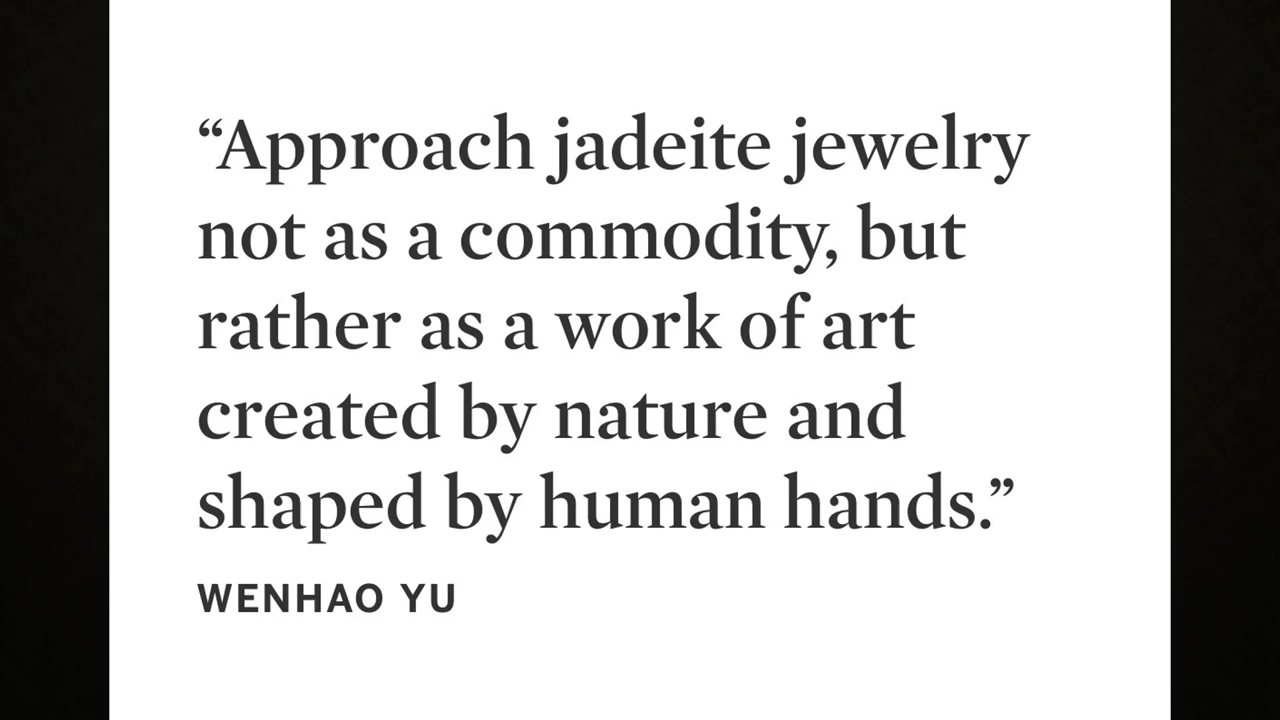 “Approach jadeite jewelry
not as a commodity, but
rather as a work of art
created by nature and
shaped by human hands.”
WENHAO YU